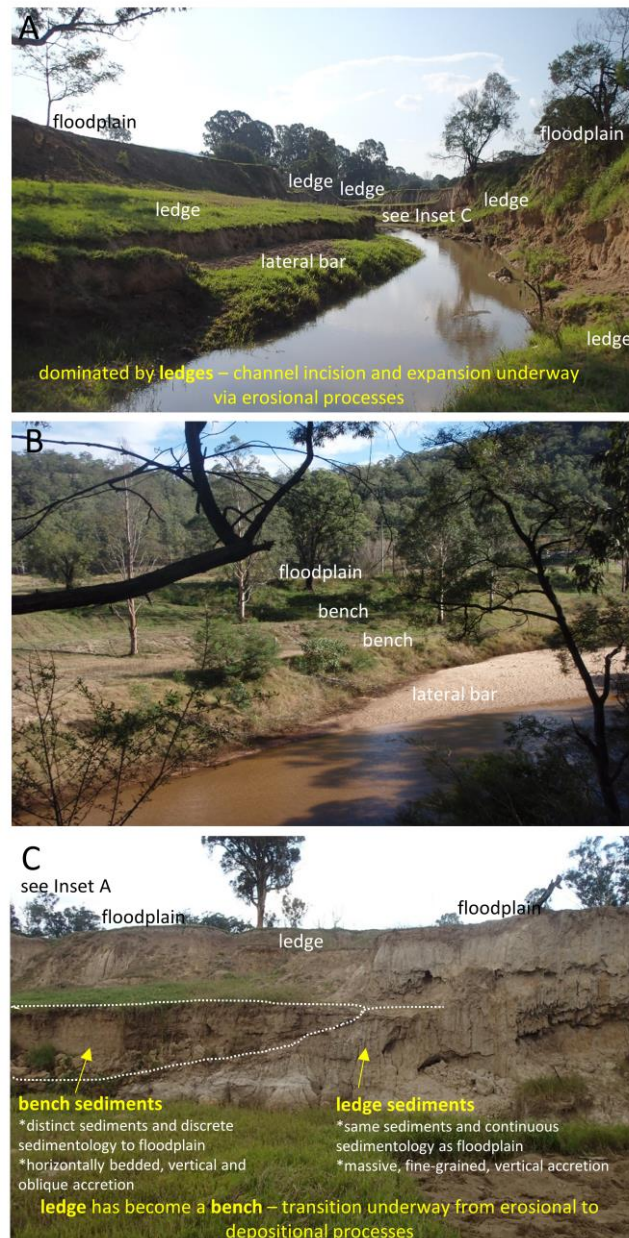 A
floodplain
floodplain
ledge
ledge
ledge
ledge
see Inset C
lateral bar
ledge
dominated by ledges – channel incision and expansion underway
via erosional processes
B
floodplain
bench
bench
lateral bar
C
see Inset A
floodplain
floodplain
ledge
bench sediments
*distinct sediments and discrete
sedimentology to floodplain
*horizontally bedded, vertical and
oblique accretion
ledge sediments
*same sediments and continuous
sedimentology as floodplain
*massive, fine-grained, vertical accretion
ledge has become a bench – transition underway from erosional to
depositional processes